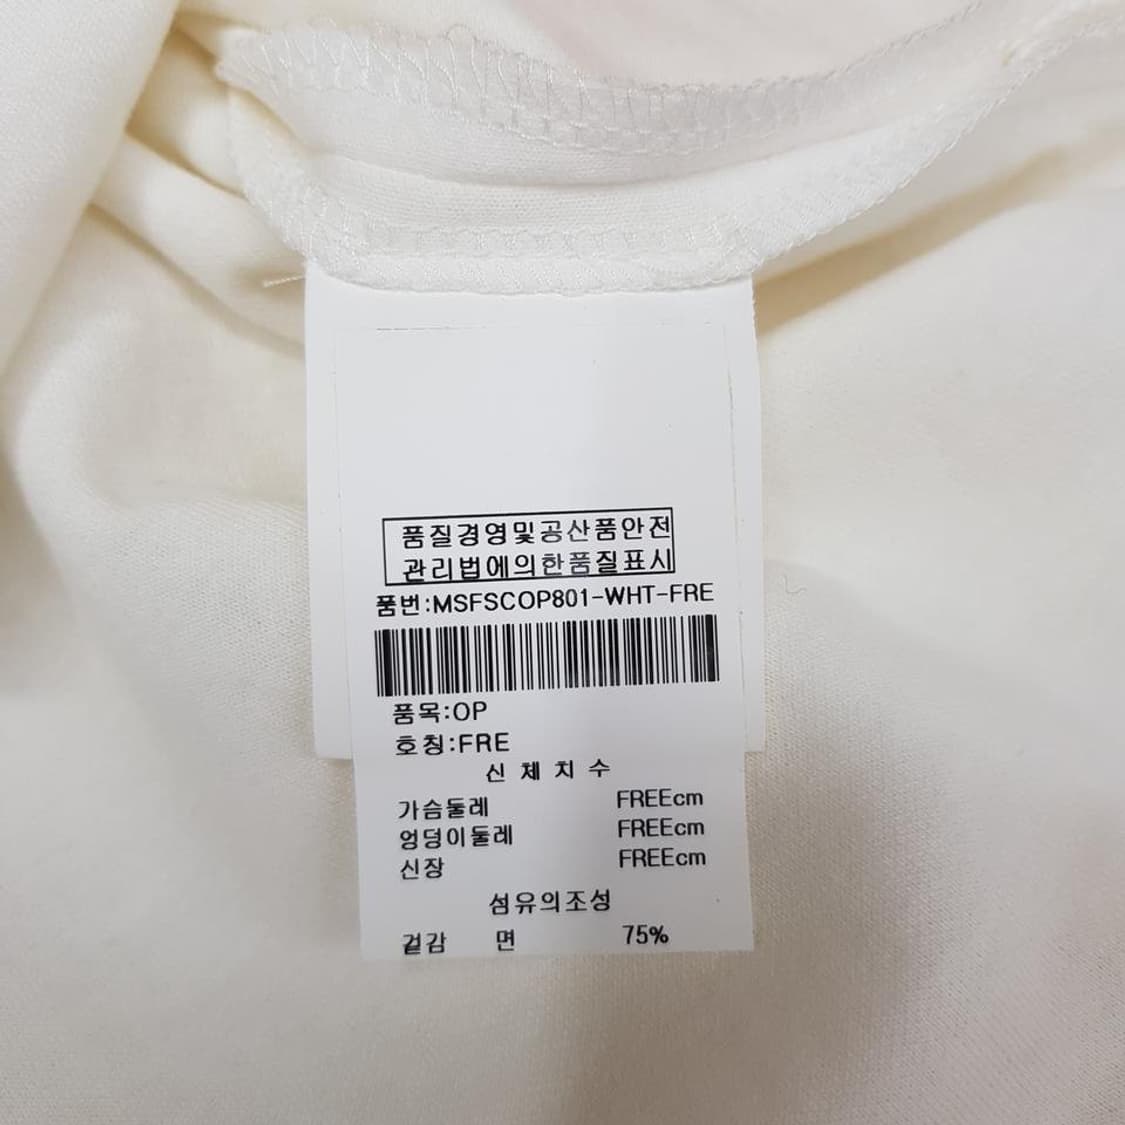 품질경영및공산품안전
관리법에의한품질표시
품번:MSFSCOP801-WHT-FRE
품목:OP
호칭:FRE
신 체 치 수
가슴둘레 FREEcm
엉덩이둘레 FREEcm
신장 FREEcm
섬유의조성
겉감 면 75%